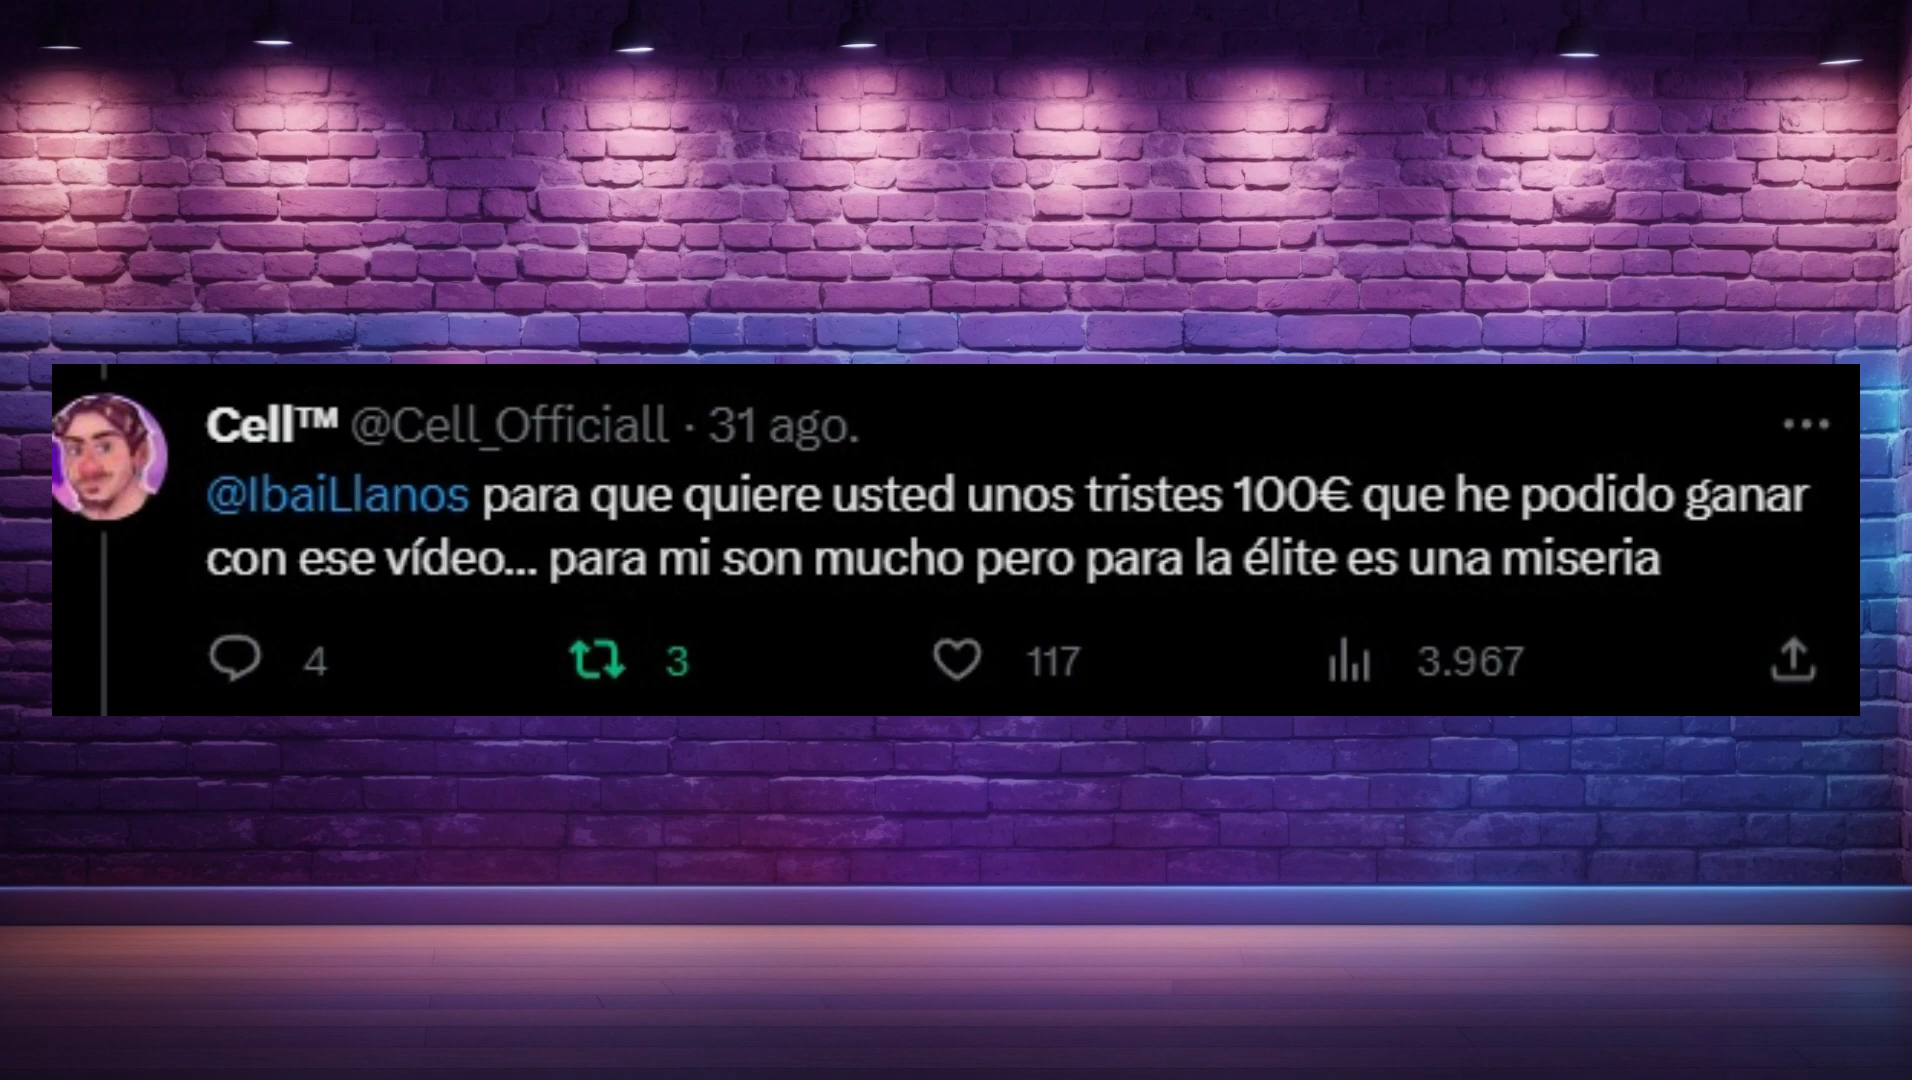 Cell™ @Cell_Officiall · 31 ago.
@IbaiLlanos para que quiere usted unos tristes 100€ que he podido ganar
con ese vídeo... para mi son mucho pero para la élite es una miseria
4 3 117 3.967